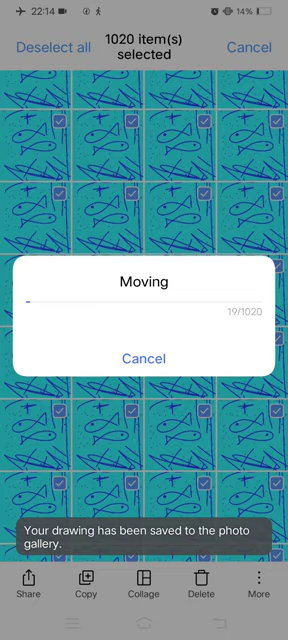 22:14 14%
Deselect all 1020 item(s) selected Cancel
Moving
19/1020
Cancel
Your drawing has been saved to the photo
gallery.
Share Copy Collage Delete More